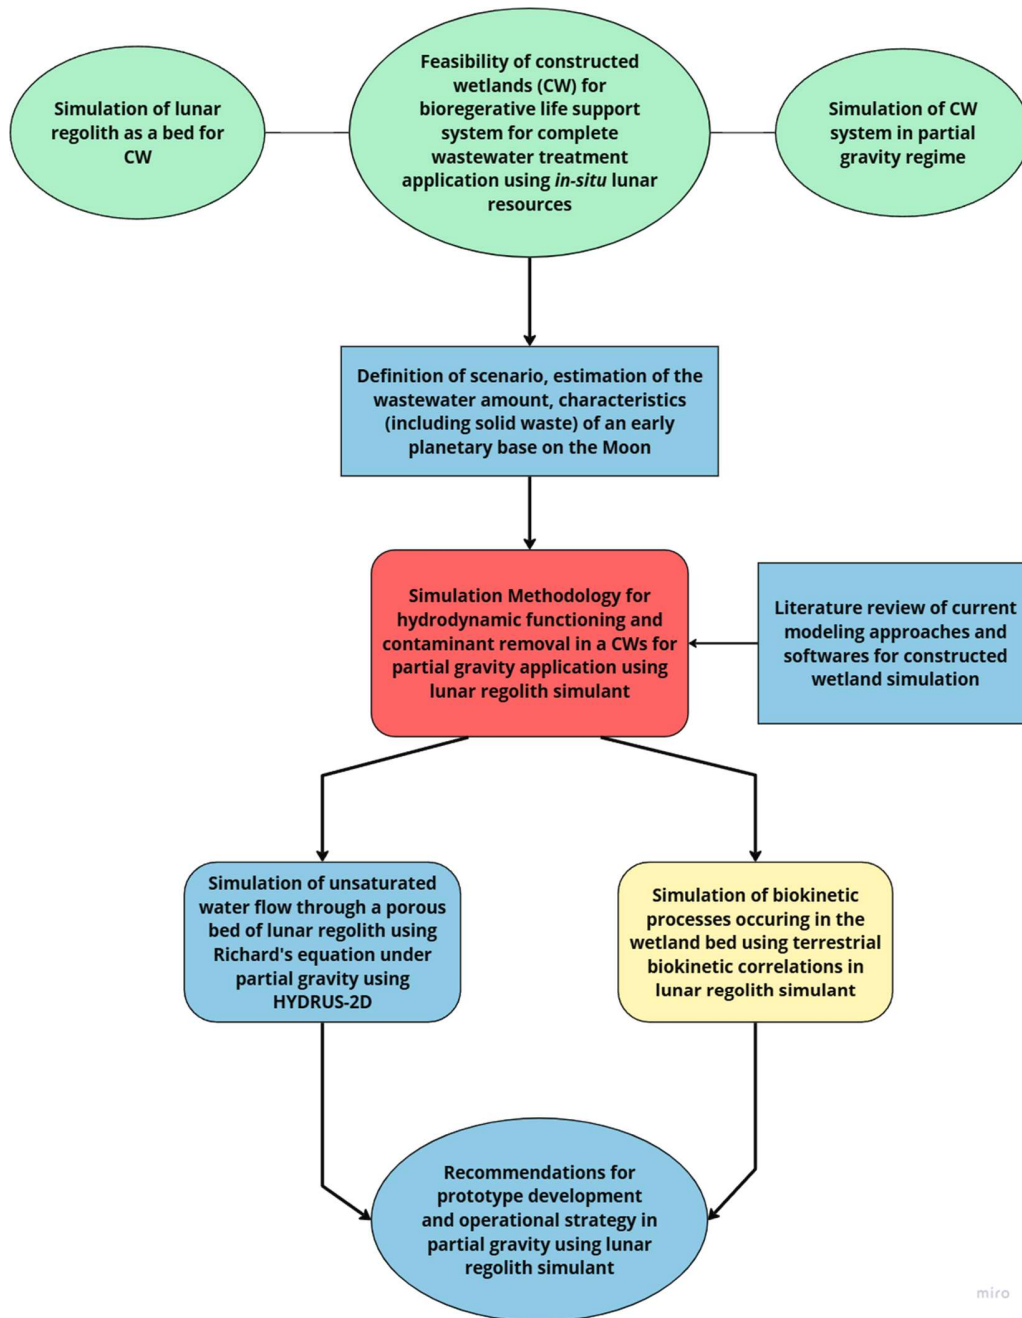 Simulation of lunar
regolith as a bed for
CW
Feasibility of constructed
wetlands (CW) for
bioregerative life support
system for complete
wastewater treatment
application using in-situ lunar
resources
Simulation of CW
system in partial
gravity regime
Definition of scenario, estimation of the
wastewater amount, characteristics
(including solid waste) of an early
planetary base on the Moon
Simulation Methodology for
hydrodynamic functioning and
contaminant removal in a CWs for
partial gravity application using
lunar regolith simulant
Literature review of current
modeling approaches and
softwares for constructed
wetland simulation
Simulation of unsaturated
water flow through a porous
bed of lunar regolith using
Richard's equation under
partial gravity using
HYDRUS-2D
Simulation of biokinetic
processes occuring in the
wetland bed using terrestrial
biokinetic correlations in
lunar regolith simulant
Recommendations for
prototype development
and operational strategy in
partial gravity using lunar
regolith simulant
miro